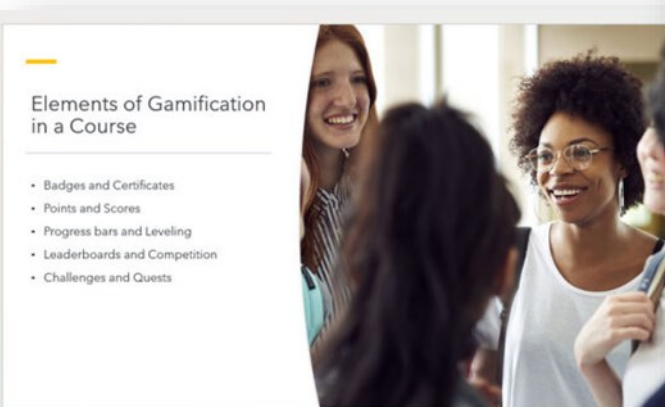 Elements of Gamification
in a Course
• Badges and Certificates
• Points and Scores
• Progress bars and Leveling
• Leaderboards and Competition
• Challenges and Quests